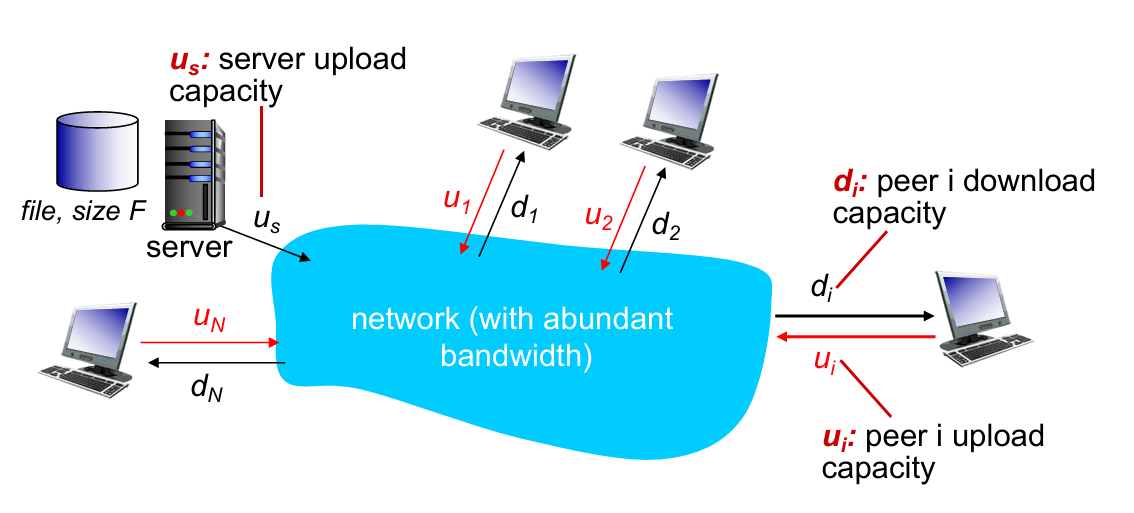 u_s: server upload
capacity
file, size F
server
u_s
u_1
d_1
u_2
d_2
d_i: peer i download
capacity
d_i
network (with abundant
bandwidth)
u_N
d_N
u_i
u_i: peer i upload
capacity